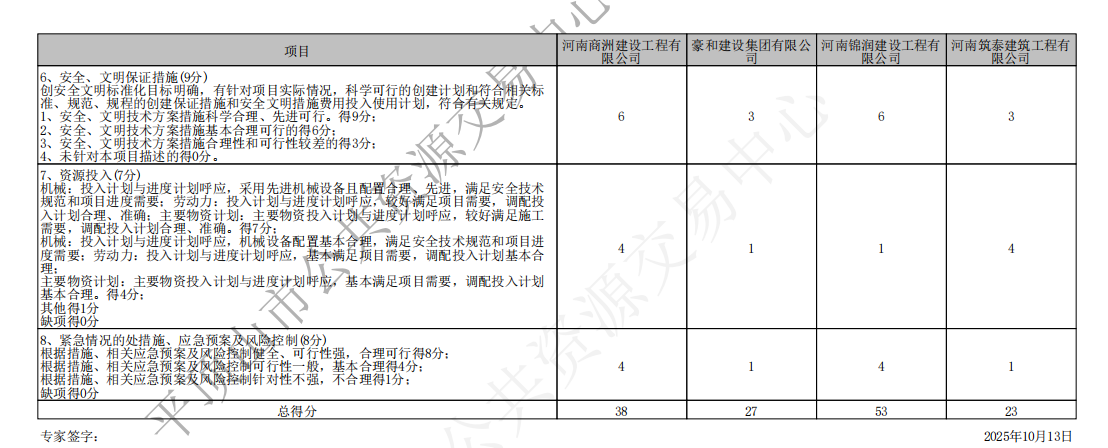 项目
河南商洲建设工程有
限公司
豪和建设集团有限公
司
河南锦润建设工程有
限公司
河南筑泰建筑工程有
限公司
6、安全、文明保证措施(9分)
创安全文明标准化目标明确，有针对项目实际情况，科学可行的创建计划和符合相关标
准、规范、规程的创建保证措施和安全文明措施费用投入使用计划，符合有关规定。
1、安全、文明技术方案措施科学合理、先进可行。得9分；
2、安全、文明技术方案措施基本合理可行的得6分；
3、安全、文明技术方案措施合理性和可行性较差的得3分；
4、未针对本项目描述的得0分。
6 3 6 3
7、资源投入(7分)
机械：投入计划与进度计划呼应，采用先进机械设备且配置合理、先进，满足安全技术
规范和项目进度需要；劳动力：投入计划与进度计划呼应，较好满足项目需要，调配投
入计划合理、准确；主要物资计划：主要物资投入计划与进度计划呼应，较好满足施工
需要，调配投入计划合理、准确。得7分；
机械：投入计划与进度计划呼应，机械设备配置基本合理，满足安全技术规范和项目进
度需要；劳动力：投入计划与进度计划呼应，基本满足项目需要，调配投入计划基本合
理；
主要物资计划：主要物资投入计划与进度计划呼应，基本满足项目需要，调配投入计划
基本合理。得4分；
其他得1分
缺项得0分
4 1 1 4
8、紧急情况的处措施、应急预案及风险控制(8分)
根据措施、相关应急预案及风险控制健全、可行性强，合理可行得8分；
根据措施、相关应急预案及风险控制可行性一般，基本合理得4分；
根据措施、相关应急预案及风险控制针对性不强，不合理得1分；
缺项得0分
4 1 4 1
总得分 38 27 53 23
专家签字： 2025年10月13日
平顶山市公共资源交易中心
公共资源交易中心